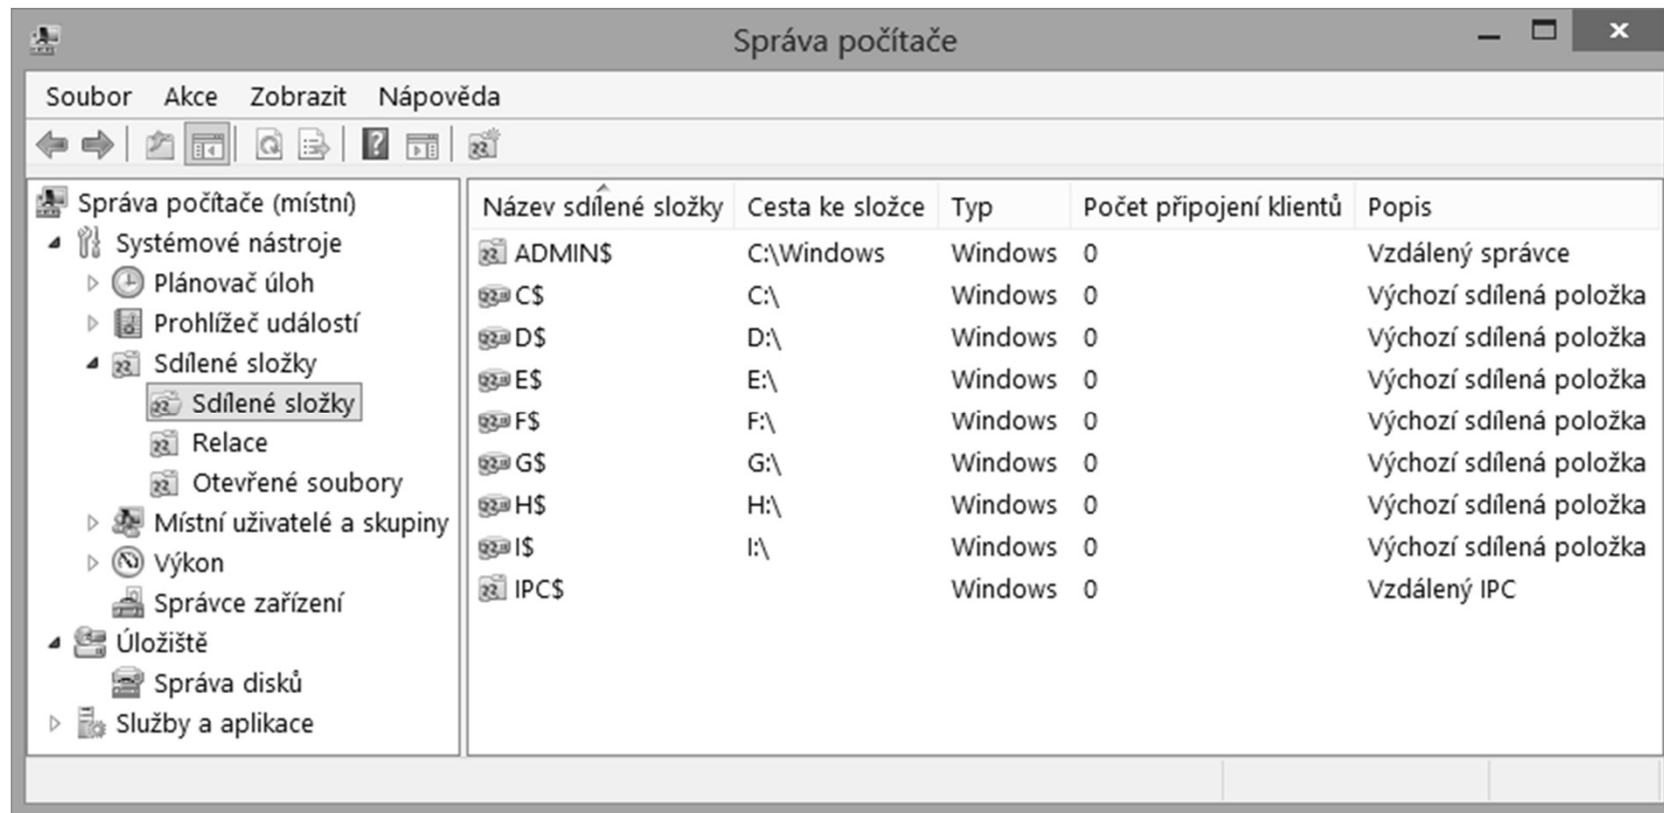 Správa počítače
Soubor Akce Zobrazit Nápověda
Správa počítače (místní)
Systémové nástroje
Plánovač úloh
Prohlížeč událostí
Sdílené složky
Sdílené složky
Relace
Otevřené soubory
Místní uživatelé a skupiny
Výkon
Správce zařízení
Úložiště
Správa disků
Služby a aplikace
Název sdílené složky Cesta ke složce Typ Počet připojení klientů Popis
ADMIN$ C:\Windows Windows 0 Vzdálený správce
C$ C:\ Windows 0 Výchozí sdílená položka
D$ D:\ Windows 0 Výchozí sdílená položka
E$ E:\ Windows 0 Výchozí sdílená položka
F$ F:\ Windows 0 Výchozí sdílená položka
G$ G:\ Windows 0 Výchozí sdílená položka
H$ H:\ Windows 0 Výchozí sdílená položka
I$ I:\ Windows 0 Výchozí sdílená položka
IPC$ Windows 0 Vzdálený IPC